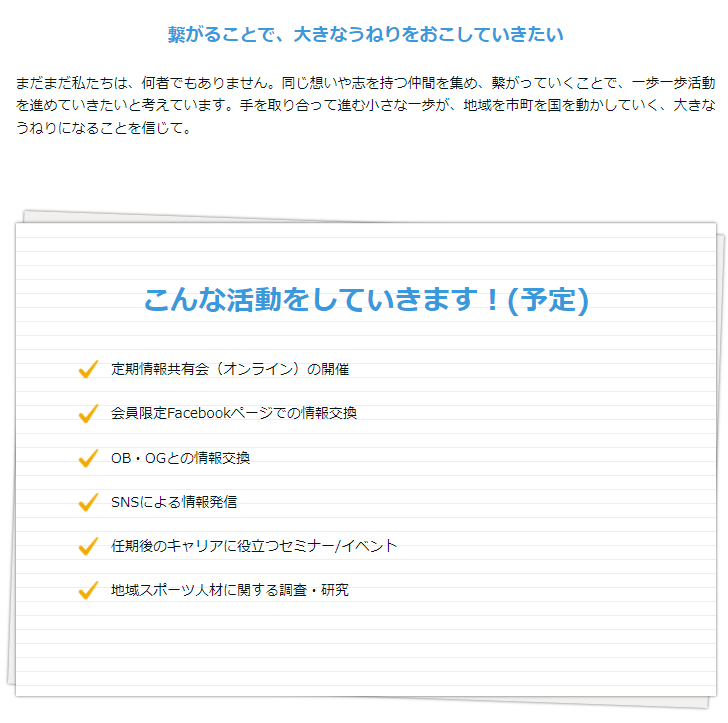 繋がることで、大きなうねりをおこしていきたい
まだまだ私たちは、何者でもありません。同じ想いや志を持つ仲間を集め、繋がっていくことで、一歩一歩活動
を進めていきたいと考えています。手を取り合って進む小さな一歩が、地域を市町を国を動かしていく、大きな
うねりになることを信じて。
こんな活動をしていきます！(予定)
定期情報共有会（オンライン）の開催
会員限定Facebookページでの情報交換
OB・OGとの情報交換
SNSによる情報発信
任期後のキャリアに役立つセミナー/イベント
地域スポーツ人材に関する調査・研究